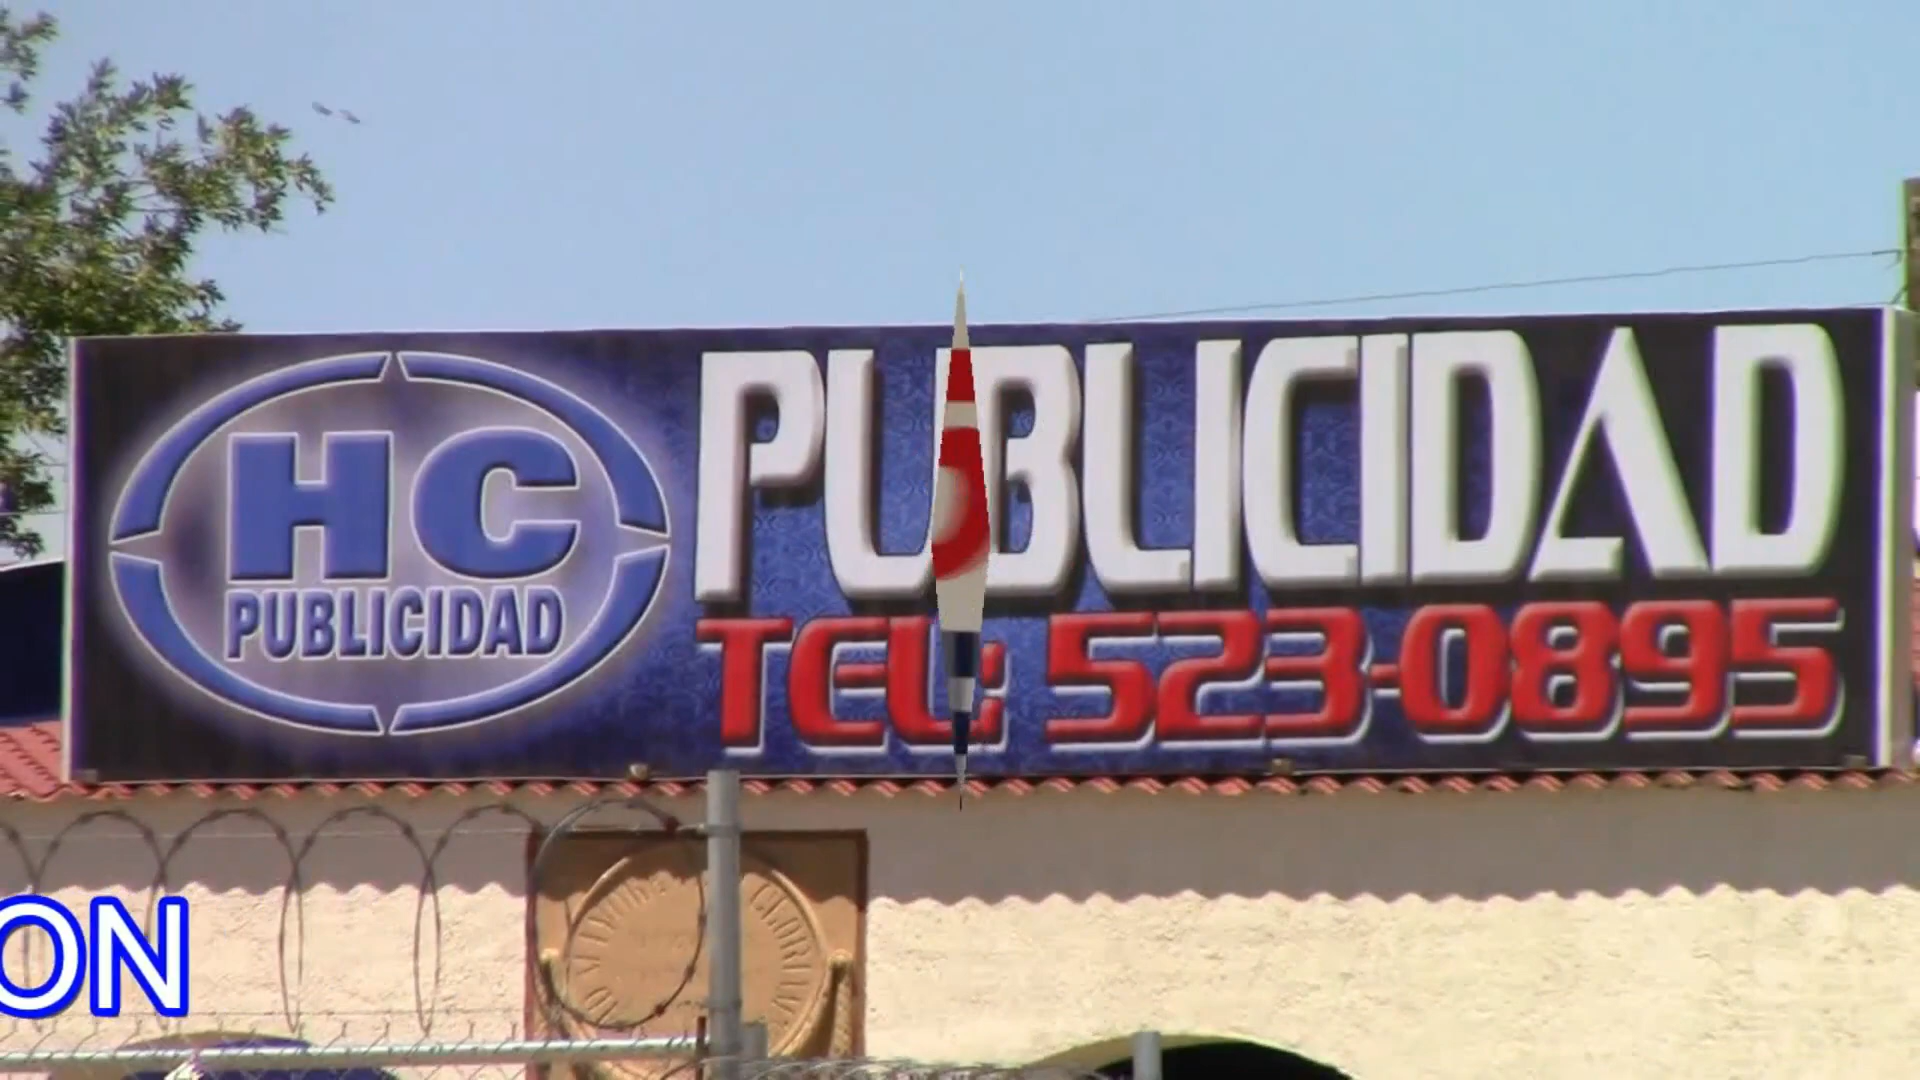 HC
PUBLICIDAD
PUBLICIDAD
TEL: 523-0895
ON